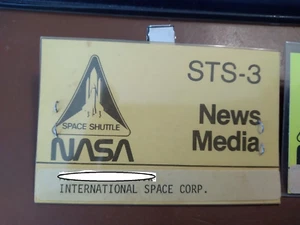 STS-3
SPACE SHUTTLE
News
Media
NASA
INTERNATIONAL SPACE CORP.